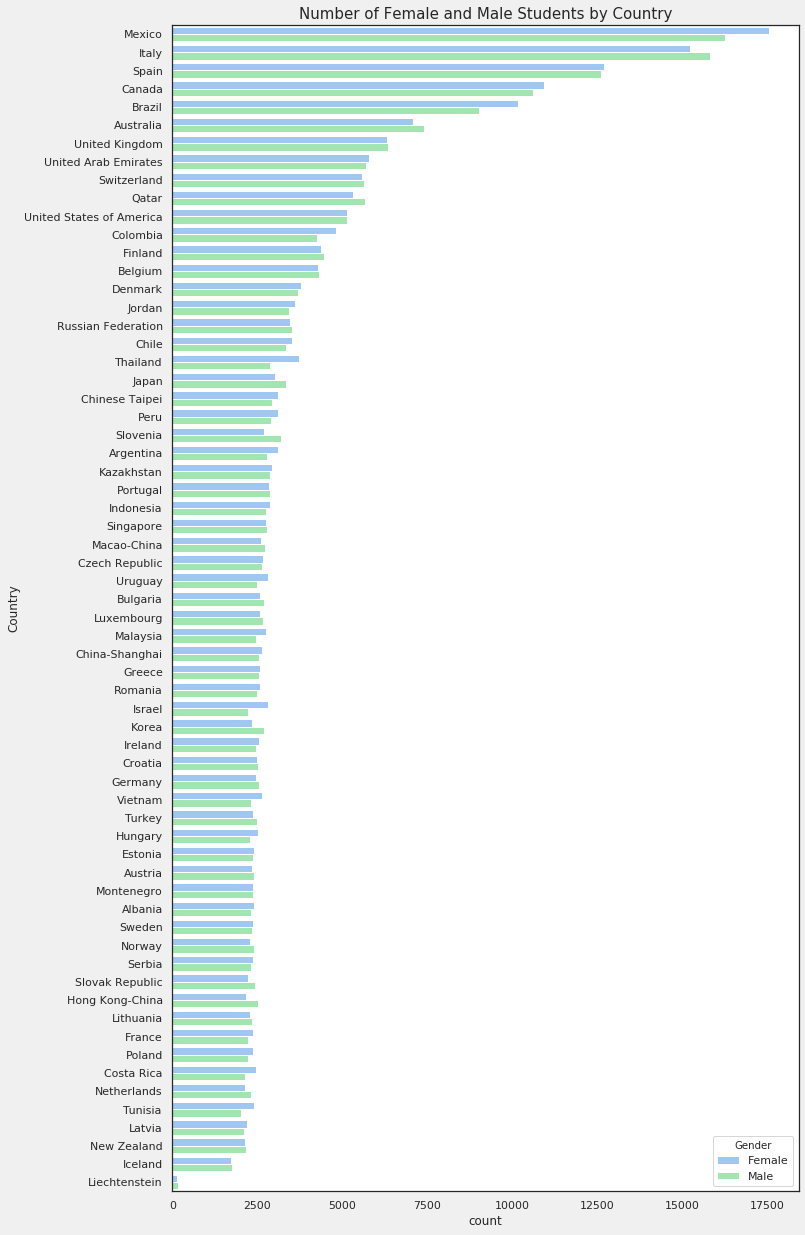 Number of Female and Male Students by Country
Mexico
Italy
Spain
Canada
Brazil
Australia
United Kingdom
United Arab Emirates
Switzerland
Qatar
United States of America
Colombia
Finland
Belgium
Denmark
Jordan
Russian Federation
Chile
Thailand
Japan
Chinese Taipei
Peru
Slovenia
Argentina
Kazakhstan
Portugal
Indonesia
Singapore
Macao-China
Czech Republic
Uruguay
Bulgaria
Luxembourg
Malaysia
China-Shanghai
Greece
Romania
Israel
Korea
Ireland
Croatia
Germany
Vietnam
Turkey
Hungary
Estonia
Austria
Montenegro
Albania
Sweden
Norway
Serbia
Slovak Republic
Hong Kong-China
Lithuania
France
Poland
Costa Rica
Netherlands
Tunisia
Latvia
New Zealand
Iceland
Liechtenstein
Country
Gender
Female
Male
0 2500 5000 7500 10000 12500 15000 17500
count